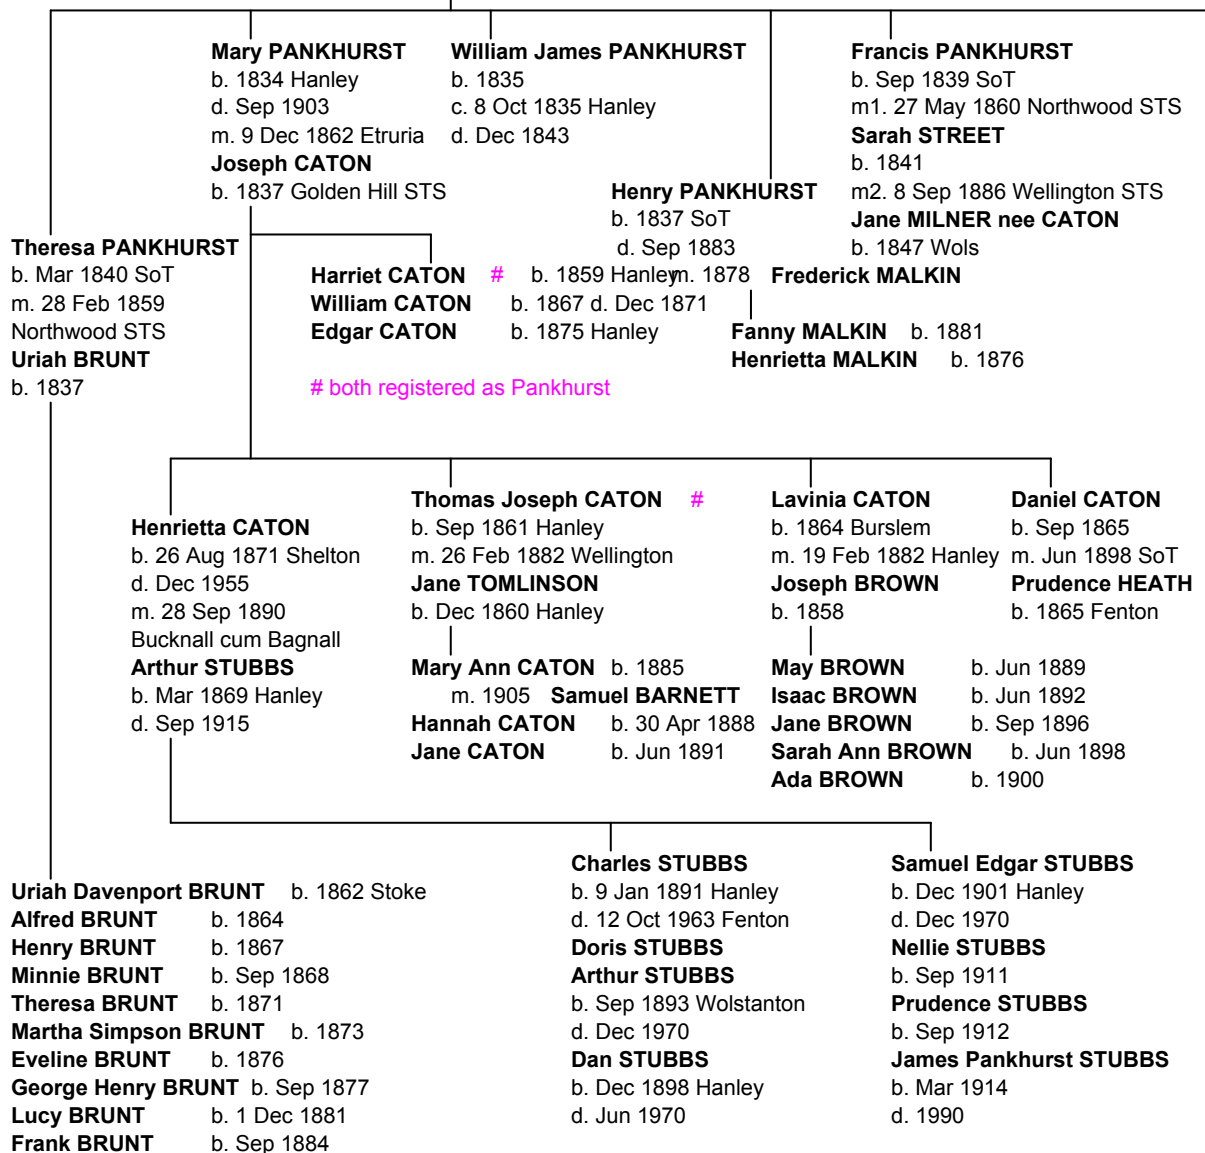 Mary PANKHURST
b. 1834 Hanley
d. Sep 1903
m. 9 Dec 1862 Etruria
Joseph CATON
b. 1837 Golden Hill STS
William James PANKHURST
b. 1835
c. 8 Oct 1835 Hanley
d. Dec 1843
Francis PANKHURST
b. Sep 1839 SoT
m1. 27 May 1860 Northwood STS
Sarah STREET
b. 1841
m2. 8 Sep 1886 Wellington STS
Jane MILNER nee CATON
b. 1847 Wols
Henry PANKHURST
b. 1837 SoT
d. Sep 1883
m. 1878 Frederick MALKIN
Fanny MALKIN b. 1881
Henrietta MALKIN b. 1876
Theresa PANKHURST
b. Mar 1840 SoT
m. 28 Feb 1859
Northwood STS
Uriah BRUNT
b. 1837
Harriet CATON # b. 1859 Hanley
William CATON b. 1867 d. Dec 1871
Edgar CATON b. 1875 Hanley
# both registered as Pankhurst
Henrietta CATON
b. 26 Aug 1871 Shelton
d. Dec 1955
m. 28 Sep 1890
Bucknall cum Bagnall
Arthur STUBBS
b. Mar 1869 Hanley
d. Sep 1915
Thomas Joseph CATON #
b. Sep 1861 Hanley
m. 26 Feb 1882 Wellington
Jane TOMLINSON
b. Dec 1860 Hanley
Mary Ann CATON b. 1885
m. 1905 Samuel BARNETT
Hannah CATON b. 30 Apr 1888
Jane CATON b. Jun 1891
Lavinia CATON
b. 1864 Burslem
m. 19 Feb 1882 Hanley
Joseph BROWN
b. 1858
May BROWN b. Jun 1889
Isaac BROWN b. Jun 1892
Jane BROWN b. Sep 1896
Sarah Ann BROWN b. Jun 1898
Ada BROWN b. 1900
Daniel CATON
b. Sep 1865
m. Jun 1898 SoT
Prudence HEATH
b. 1865 Fenton
Uriah Davenport BRUNT b. 1862 Stoke
Alfred BRUNT b. 1864
Henry BRUNT b. 1867
Minnie BRUNT b. Sep 1868
Theresa BRUNT b. 1871
Martha Simpson BRUNT b. 1873
Eveline BRUNT b. 1876
George Henry BRUNT b. Sep 1877
Lucy BRUNT b. 1 Dec 1881
Frank BRUNT b. Sep 1884
Charles STUBBS
b. 9 Jan 1891 Hanley
d. 12 Oct 1963 Fenton
Doris STUBBS
Arthur STUBBS
b. Sep 1893 Wolstanton
d. Dec 1970
Dan STUBBS
b. Dec 1898 Hanley
d. Jun 1970
Samuel Edgar STUBBS
b. Dec 1901 Hanley
d. Dec 1970
Nellie STUBBS
b. Sep 1911
Prudence STUBBS
b. Sep 1912
James Pankhurst STUBBS
b. Mar 1914
d. 1990